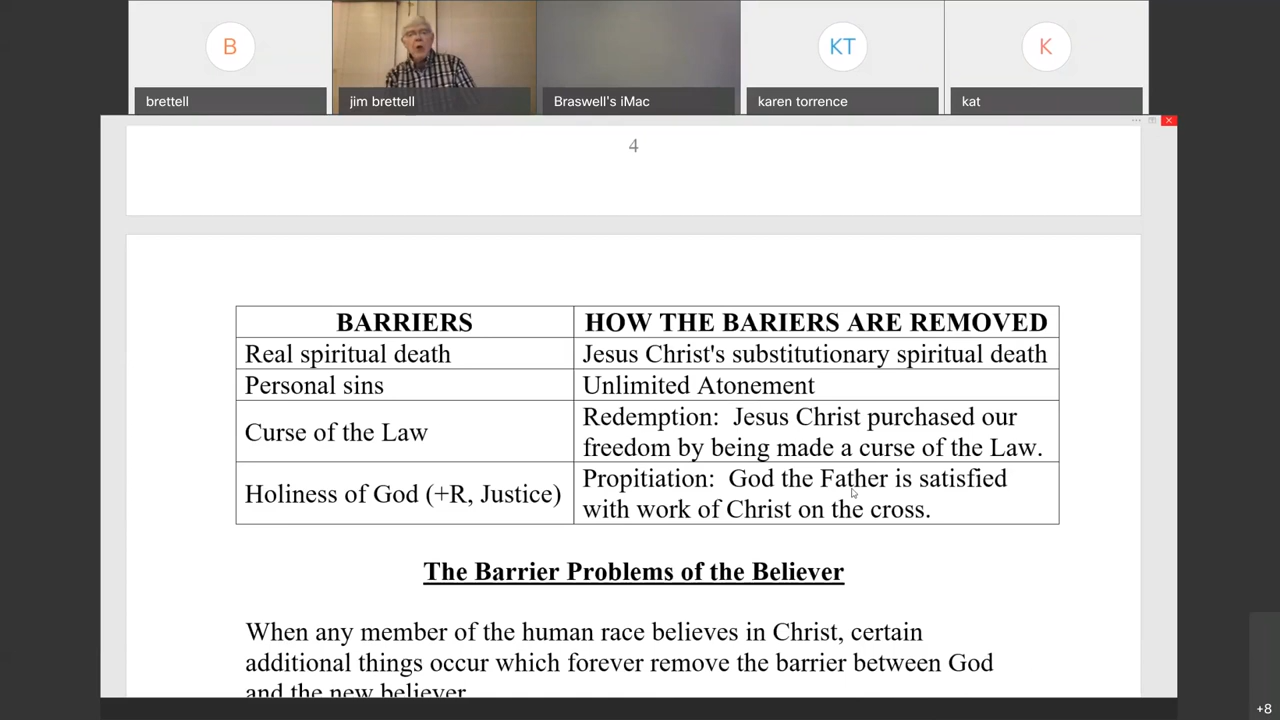 B
KT
K
brettell
jim brettell
Braswell's iMac
karen torrence
kat
4
BARRIERS
HOW THE BARIERS ARE REMOVED
Real spiritual death
Jesus Christ's substitutionary spiritual death
Personal sins
Unlimited Atonement
Curse of the Law
Redemption: Jesus Christ purchased our
freedom by being made a curse of the Law.
Holiness of God (+R, Justice)
Propitiation: God the Father is satisfied
with work of Christ on the cross.
The Barrier Problems of the Believer
When any member of the human race believes in Christ, certain
additional things occur which forever remove the barrier between God
and the new believer
+8